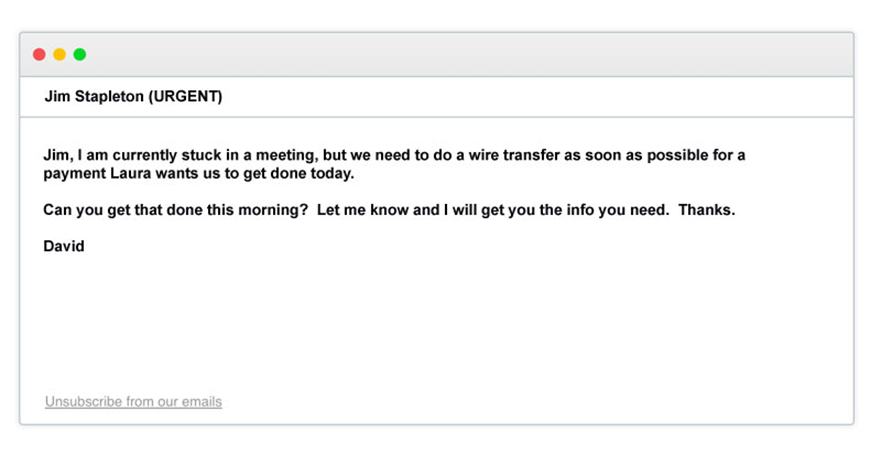 Jim Stapleton (URGENT)
Jim, I am currently stuck in a meeting, but we need to do a wire transfer as soon as possible for a
payment Laura wants us to get done today.
Can you get that done this morning?  Let me know and I will get you the info you need.  Thanks.
David
Unsubscribe from our emails